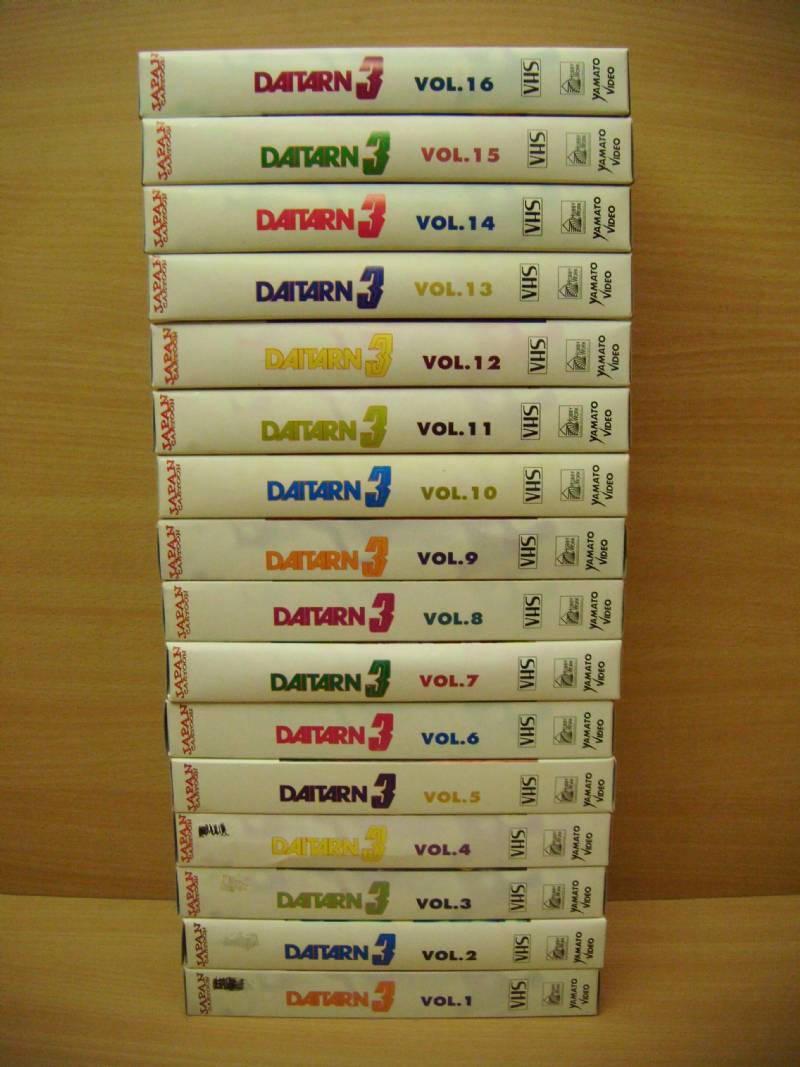 JAPAN CARTOON DAITARN 3 VOL.16 VHS YAMATO VIDEO
JAPAN CARTOON DAITARN 3 VOL.15 VHS YAMATO VIDEO
JAPAN CARTOON DAITARN 3 VOL.14 VHS YAMATO VIDEO
JAPAN CARTOON DAITARN 3 VOL.13 VHS YAMATO VIDEO
JAPAN CARTOON DAITARN 3 VOL.12 VHS YAMATO VIDEO
JAPAN CARTOON DAITARN 3 VOL.11 VHS YAMATO VIDEO
JAPAN CARTOON DAITARN 3 VOL.10 VHS YAMATO VIDEO
JAPAN CARTOON DAITARN 3 VOL.9 VHS YAMATO VIDEO
JAPAN CARTOON DAITARN 3 VOL.8 VHS YAMATO VIDEO
JAPAN CARTOON DAITARN 3 VOL.7 VHS YAMATO VIDEO
JAPAN CARTOON DAITARN 3 VOL.6 VHS YAMATO VIDEO
JAPAN CARTOON DAITARN 3 VOL.5 VHS YAMATO VIDEO
JAPAN CARTOON DAITARN 3 VOL.4 VHS YAMATO VIDEO
JAPAN CARTOON DAITARN 3 VOL.3 VHS YAMATO VIDEO
JAPAN CARTOON DAITARN 3 VOL.2 VHS YAMATO VIDEO
JAPAN CARTOON DAITARN 3 VOL.1 VHS YAMATO VIDEO